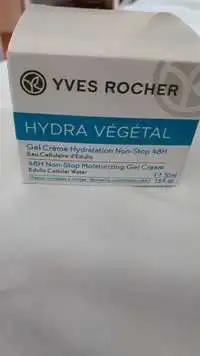 YVES ROCHER
HYDRA VÉGÉTAL
Gel Crème Hydratation Non-Stop 48H
Eau Cellulaire d'Edulis
48H Non-Stop Moisturizing Gel Cream
Edulis Cellular Water
50ml